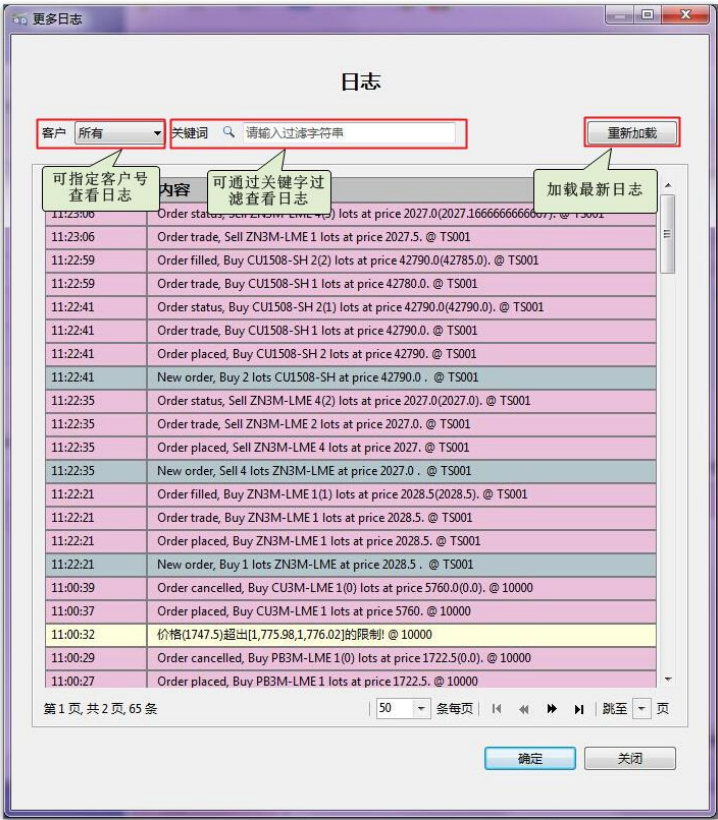 更多日志
日志
客户 所有 关键词 请输入过滤字符串 重新加载
可指定客户号
查看日志
可通过关键字过
滤查看日志
加载最新日志
内容
11:23:06 Order status, Sell ZN3M-LME 4(3) lots at price 2027.0(2027.1666666666667). @ TS001
11:23:06 Order trade, Sell ZN3M-LME 1 lots at price 2027.5. @ TS001
11:22:59 Order filled, Buy CU1508-SH 2(2) lots at price 42790.0(42785.0). @ TS001
11:22:59 Order trade, Buy CU1508-SH 1 lots at price 42780.0. @ TS001
11:22:41 Order status, Buy CU1508-SH 2(1) lots at price 42790.0(42790.0). @ TS001
11:22:41 Order trade, Buy CU1508-SH 1 lots at price 42790.0. @ TS001
11:22:41 Order placed, Buy CU1508-SH 2 lots at price 42790. @ TS001
11:22:41 New order, Buy 2 lots CU1508-SH at price 42790.0 . @ TS001
11:22:35 Order status, Sell ZN3M-LME 4(2) lots at price 2027.0(2027.0). @ TS001
11:22:35 Order trade, Sell ZN3M-LME 2 lots at price 2027.0. @ TS001
11:22:35 Order placed, Sell ZN3M-LME 4 lots at price 2027. @ TS001
11:22:35 New order, Sell 4 lots ZN3M-LME at price 2027.0 . @ TS001
11:22:21 Order filled, Buy ZN3M-LME 1(1) lots at price 2028.5(2028.5). @ TS001
11:22:21 Order trade, Buy ZN3M-LME 1 lots at price 2028.5. @ TS001
11:22:21 Order placed, Buy ZN3M-LME 1 lots at price 2028.5. @ TS001
11:22:21 New order, Buy 1 lots ZN3M-LME at price 2028.5 . @ TS001
11:00:39 Order cancelled, Buy CU3M-LME 1(0) lots at price 5760.0(0.0). @ 10000
11:00:37 Order placed, Buy CU3M-LME 1 lots at price 5760. @ 10000
11:00:32 价格(1747.5)超出[1,775.98,1,776.02]的限制! @ 10000
11:00:29 Order cancelled, Buy PB3M-LME 1(0) lots at price 1722.5(0.0). @ 10000
11:00:27 Order placed, Buy PB3M-LME 1 lots at price 1722.5. @ 10000
第 1 页, 共 2 页, 65 条 50 条每页 跳至 页
确定 关闭